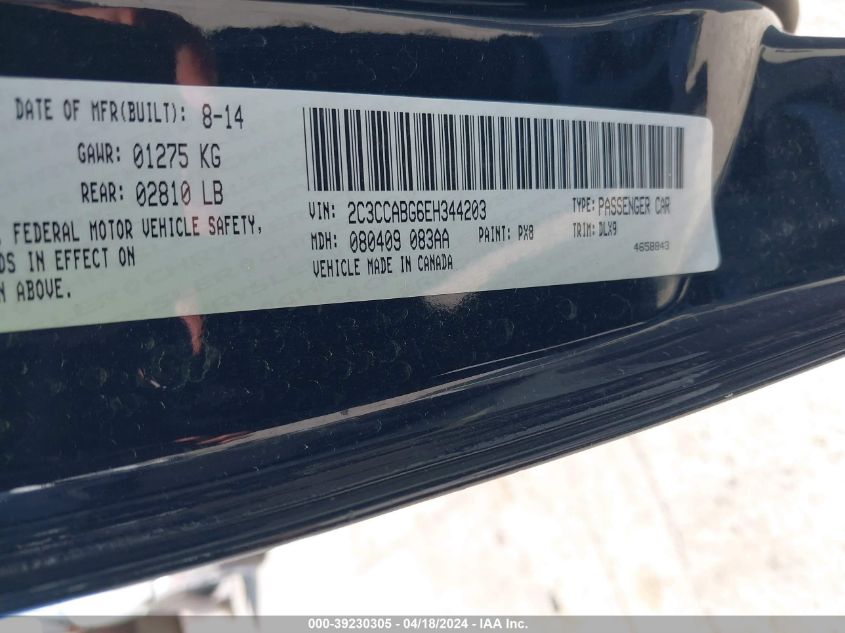 DATE OF MFR(BUILT): 8-14
GAWR: 01275 KG
REAR: 02810 LB
, FEDERAL MOTOR VEHICLE SAFETY,
DS IN EFFECT ON
N ABOVE.
VIN: 2C3CCABG6EH344203 TYPE: PASSENGER CAR
MDH: 080409 083AA PAINT: PX8 TRIM: DLX9
VEHICLE MADE IN CANADA 4658843
000-39230305 - 04/18/2024 - IAA Inc.